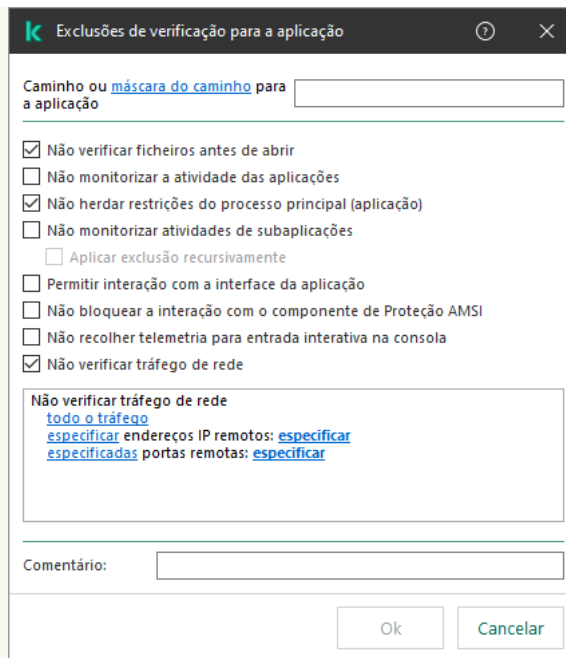 Exclusões de verificação para a aplicação
Caminho ou máscara do caminho para
a aplicação
Não verificar ficheiros antes de abrir
Não monitorizar a atividade das aplicações
Não herdar restrições do processo principal (aplicação)
Não monitorizar atividades de subaplicações
Aplicar exclusão recursivamente
Permitir interação com a interface da aplicação
Não bloquear a interação com o componente de Proteção AMSI
Não recolher telemetria para entrada interativa na consola
Não verificar tráfego de rede
Não verificar tráfego de rede
todo o tráfego
especificar endereços IP remotos: especificar
especificadas portas remotas: especificar
Comentário:
Ok Cancelar